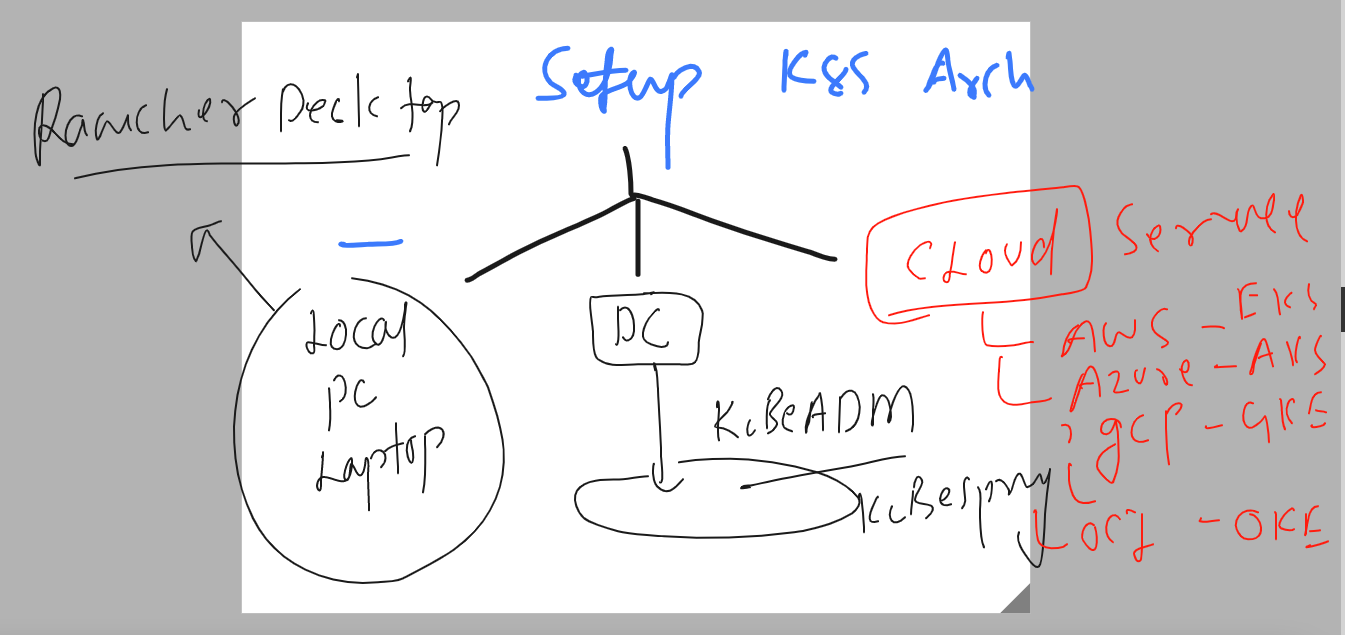 Setup K8S Arch
Rancher Desktop
Local
PC
Laptop
DC
KuBeADM
KuBespray
CLoud Service
AWS - EKS
Azure - AKS
gcp - GKE
OCI - OKE